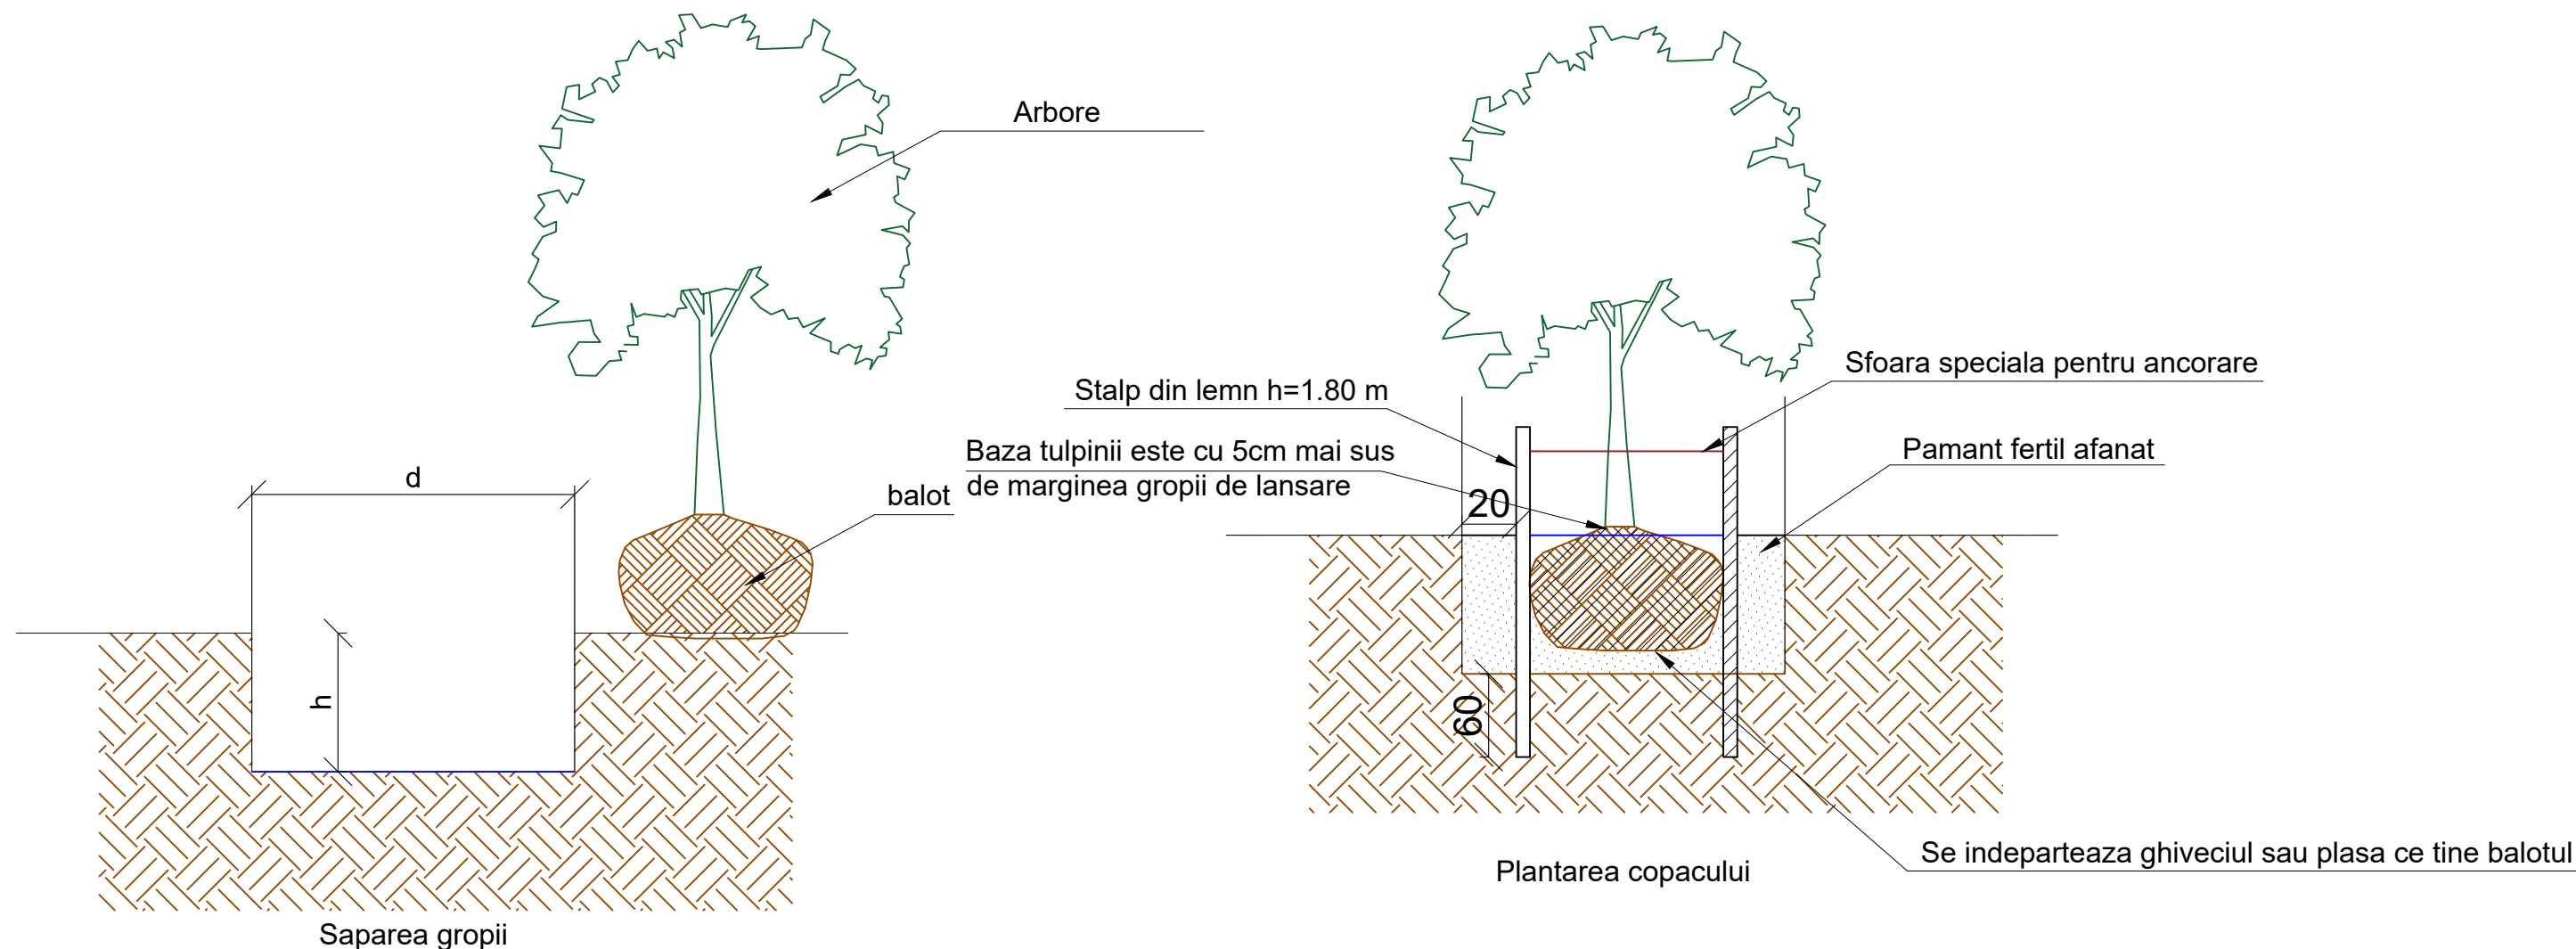 Arbore
d
balot
h
Saparea gropii
Sfoara speciala pentru ancorare
Stalp din lemn h=1.80 m
Baza tulpinii este cu 5cm mai sus
de marginea gropii de lansare
Pamant fertil afanat
20
60
Se indeparteaza ghiveciul sau plasa ce tine balotul
Plantarea copacului